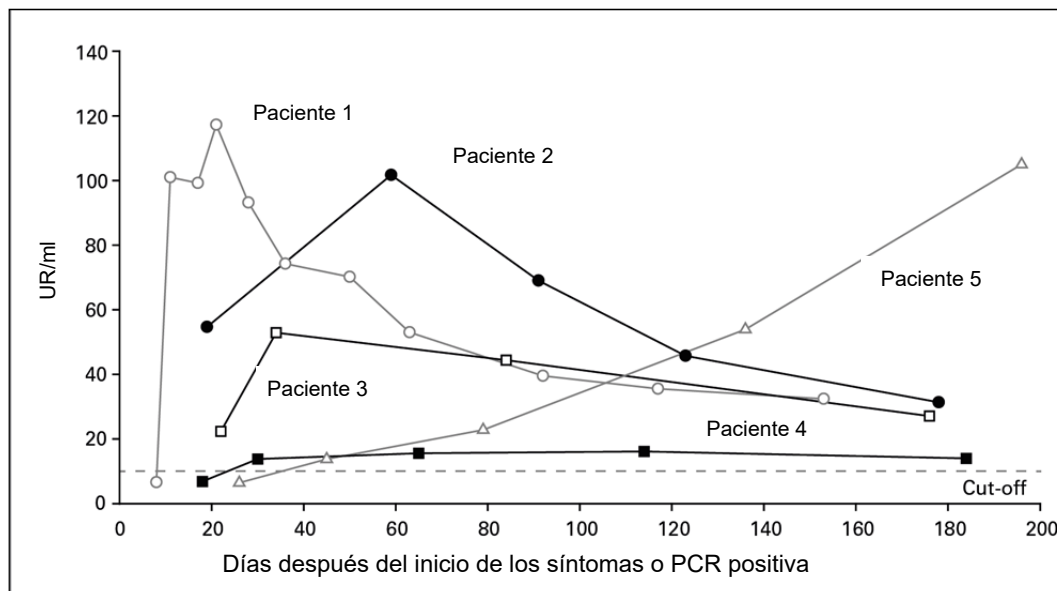 140
120
100
80
60
40
20
0
UR/ml
Paciente 1
Paciente 2
Paciente 5
Paciente 3
Paciente 4
Cut-off
0 20 40 60 80 100 120 140 160 180 200
Días después del inicio de los síntomas o PCR positiva